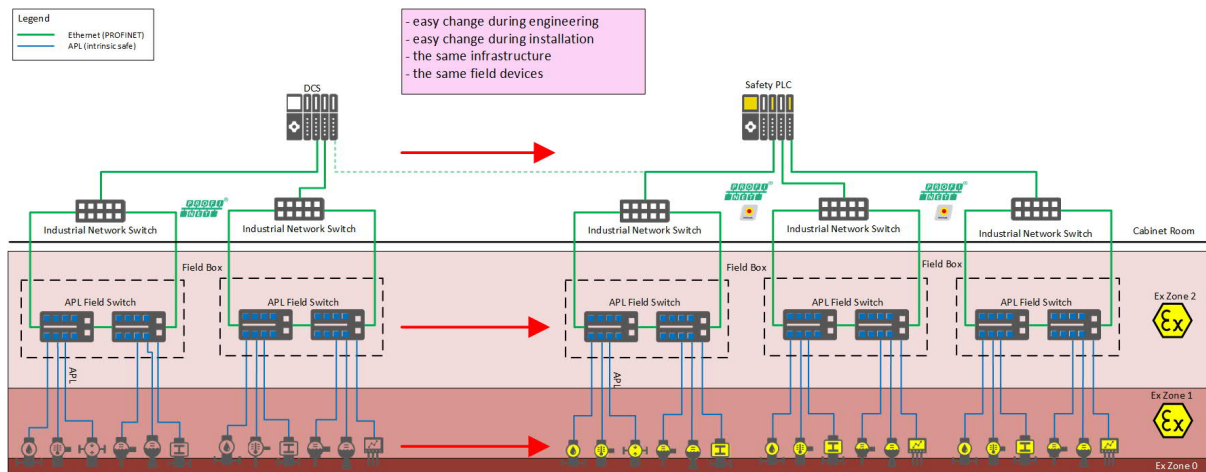 Legend
Ethernet (PROFINET)
APL (intrinsic safe)
- easy change during engineering
- easy change during installation
- the same infrastructure
- the same field devices
DCS
Safety PLC
PROFI
NET
PROFI
NET
PROFI
NET
Industrial Network Switch
Industrial Network Switch
Industrial Network Switch
Industrial Network Switch
Industrial Network Switch
Cabinet Room
Field Box
Field Box
Field Box
APL Field Switch
APL Field Switch
APL Field Switch
APL Field Switch
APL Field Switch
Ex Zone 2
Ex
APL
APL
Ex Zone 1
Ex
Ex Zone 0